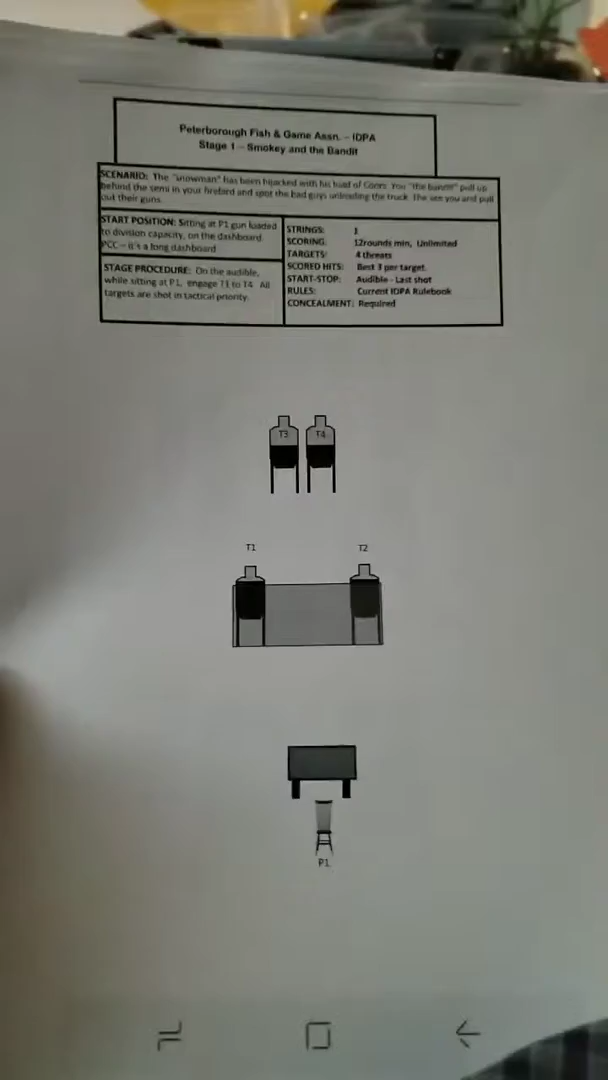 Peterborough Fish & Game Assn. – IDPA
Stage 1 – Smokey and the Bandit
SCENARIO: The "snowman" has been hijacked with his load of Coors. You "the bandit" pull up
behind the semi in your firebird and spot the bad guys unloading the truck. The see you and pull
out their guns.
START POSITION: Sitting at P1 gun loaded
to division capacity, on the dashboard.
PCC – it's a long dashboard
STAGE PROCEDURE: On the audible,
while sitting at P1, engage T1 to T4. All
targets are shot in tactical priority.
STRINGS: 1
SCORING: 12rounds min, Unlimited
TARGETS: 4 threats
SCORED HITS: Best 3 per target
START-STOP: Audible - Last shot
RULES: Current IDPA Rulebook
CONCEALMENT: Required
T3 T4
T1 T2
P1